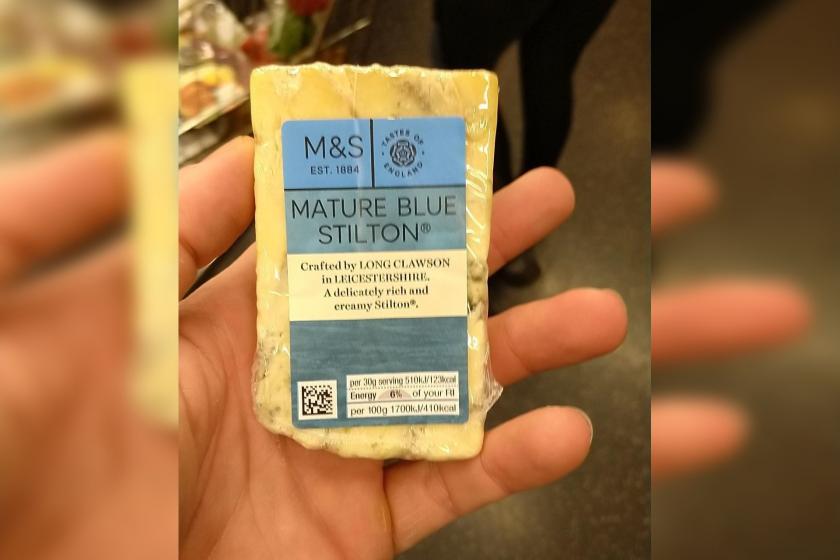 M&S
EST. 1884
TASTES OF
ENGLAND
MATURE BLUE
STILTON®
Crafted by LONG CLAWSON
in LEICESTERSHIRE.
A delicately rich and
creamy Stilton®.
per 30g serving 510kJ/123kcal
Energy 6% of your RI
per 100g 1700kJ/410kcal